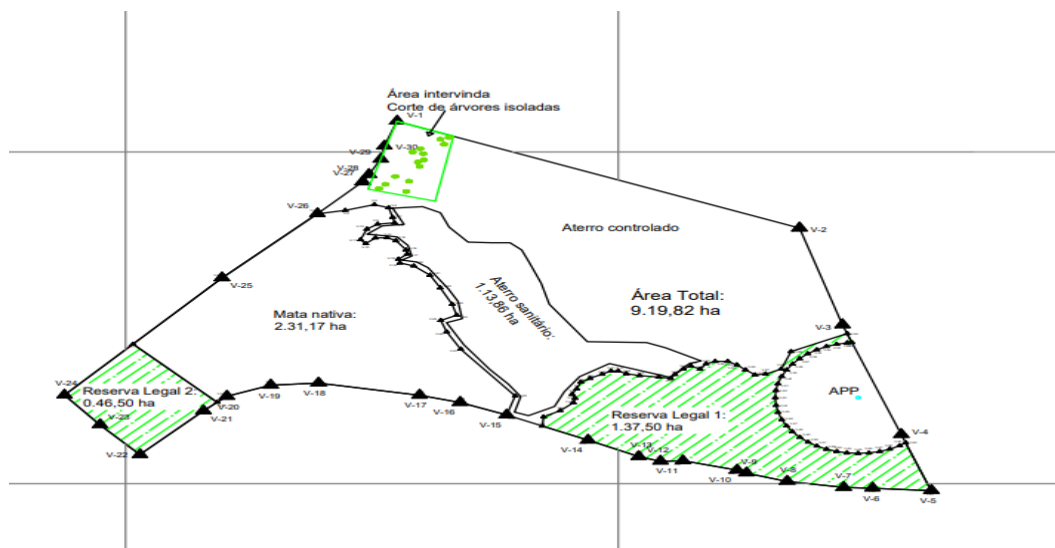 Área intervinda
Corte de árvores isoladas
V-1
V-30
V-29
V-28
V-27
V-26
V-2
Aterro controlado
V-25
Aterro sanitário:
1.13,86 ha
Área Total:
9.19,82 ha
Mata nativa:
2.31,17 ha
V-3
V-24
Reserva Legal 2:
0.46,50 ha
V-23
V-22
V-21
V-20
V-19
V-18
V-17
V-16
V-15
APP
Reserva Legal 1:
1.37,50 ha
V-4
V-14
V-13
V-12
V-11
V-10
V-9
V-8
V-7
V-6
V-5